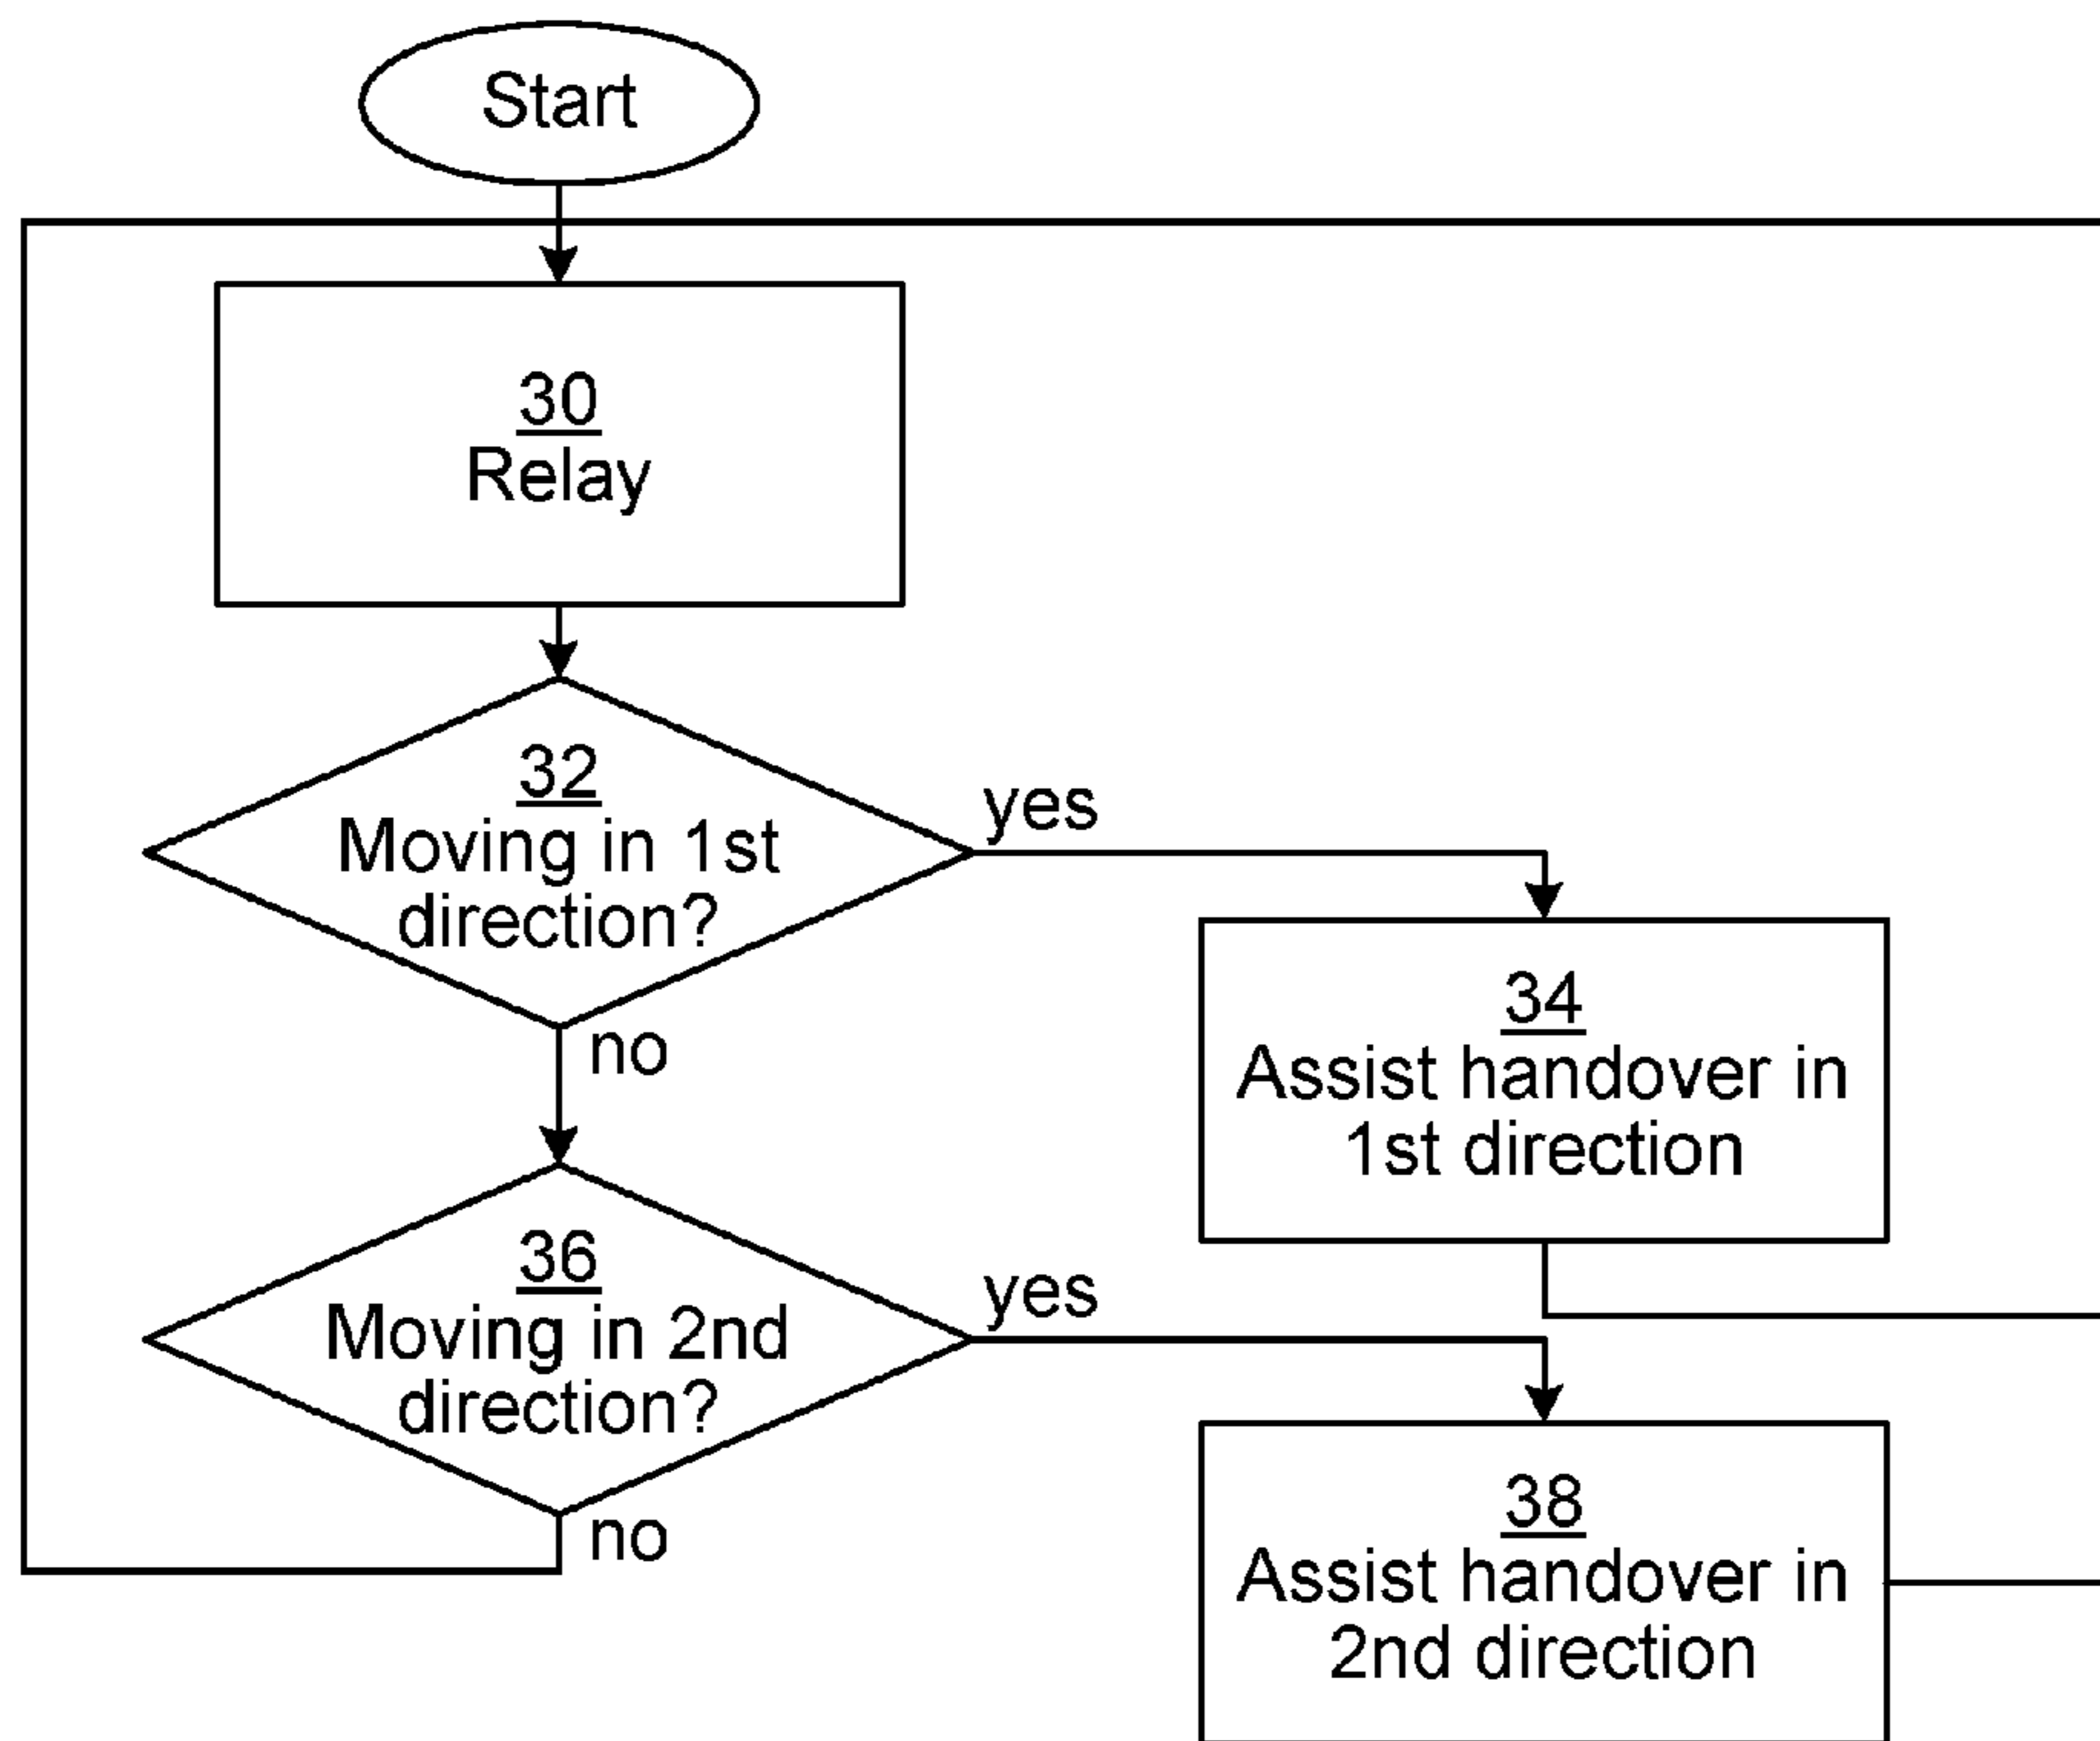 Start
30
Relay
32
Moving in 1st
direction?
yes
no
34
Assist handover in
1st direction
36
Moving in 2nd
direction?
yes
no
38
Assist handover in
2nd direction